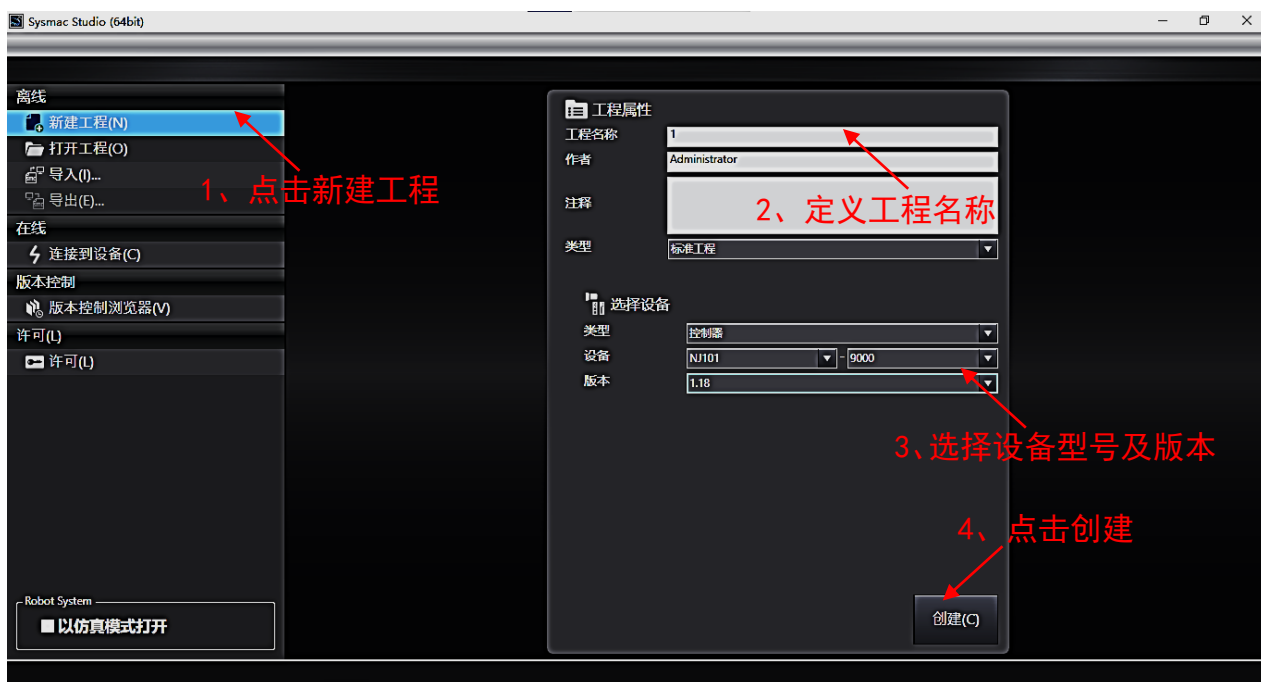 Sysmac Studio (64bit)
离线
新建工程(N)
打开工程(O)
导入(I)...
导出(E)...
1、点击新建工程
在线
连接到设备(C)
版本控制
版本控制浏览器(V)
许可(L)
许可(L)
Robot System
以仿真模式打开
工程属性
工程名称 1
作者 Administrator
注释
2、定义工程名称
类型 标准工程
选择设备
类型 控制器
设备 NJ101 - 9000
版本 1.18
3、选择设备型号及版本
4、点击创建
创建(C)